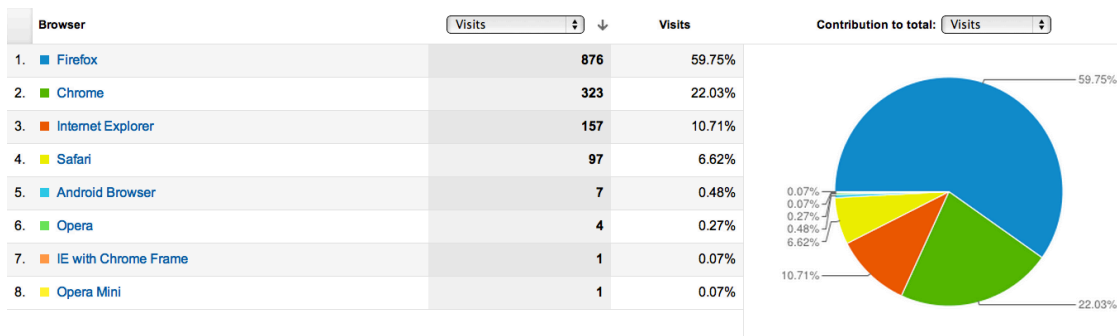 Browser Visits Visits Contribution to total: Visits
1. Firefox 876 59.75%
2. Chrome 323 22.03%
3. Internet Explorer 157 10.71%
4. Safari 97 6.62%
5. Android Browser 7 0.48%
6. Opera 4 0.27%
7. IE with Chrome Frame 1 0.07%
8. Opera Mini 1 0.07%
59.75%
0.07%
0.07%
0.27%
0.48%
6.62%
10.71%
22.03%